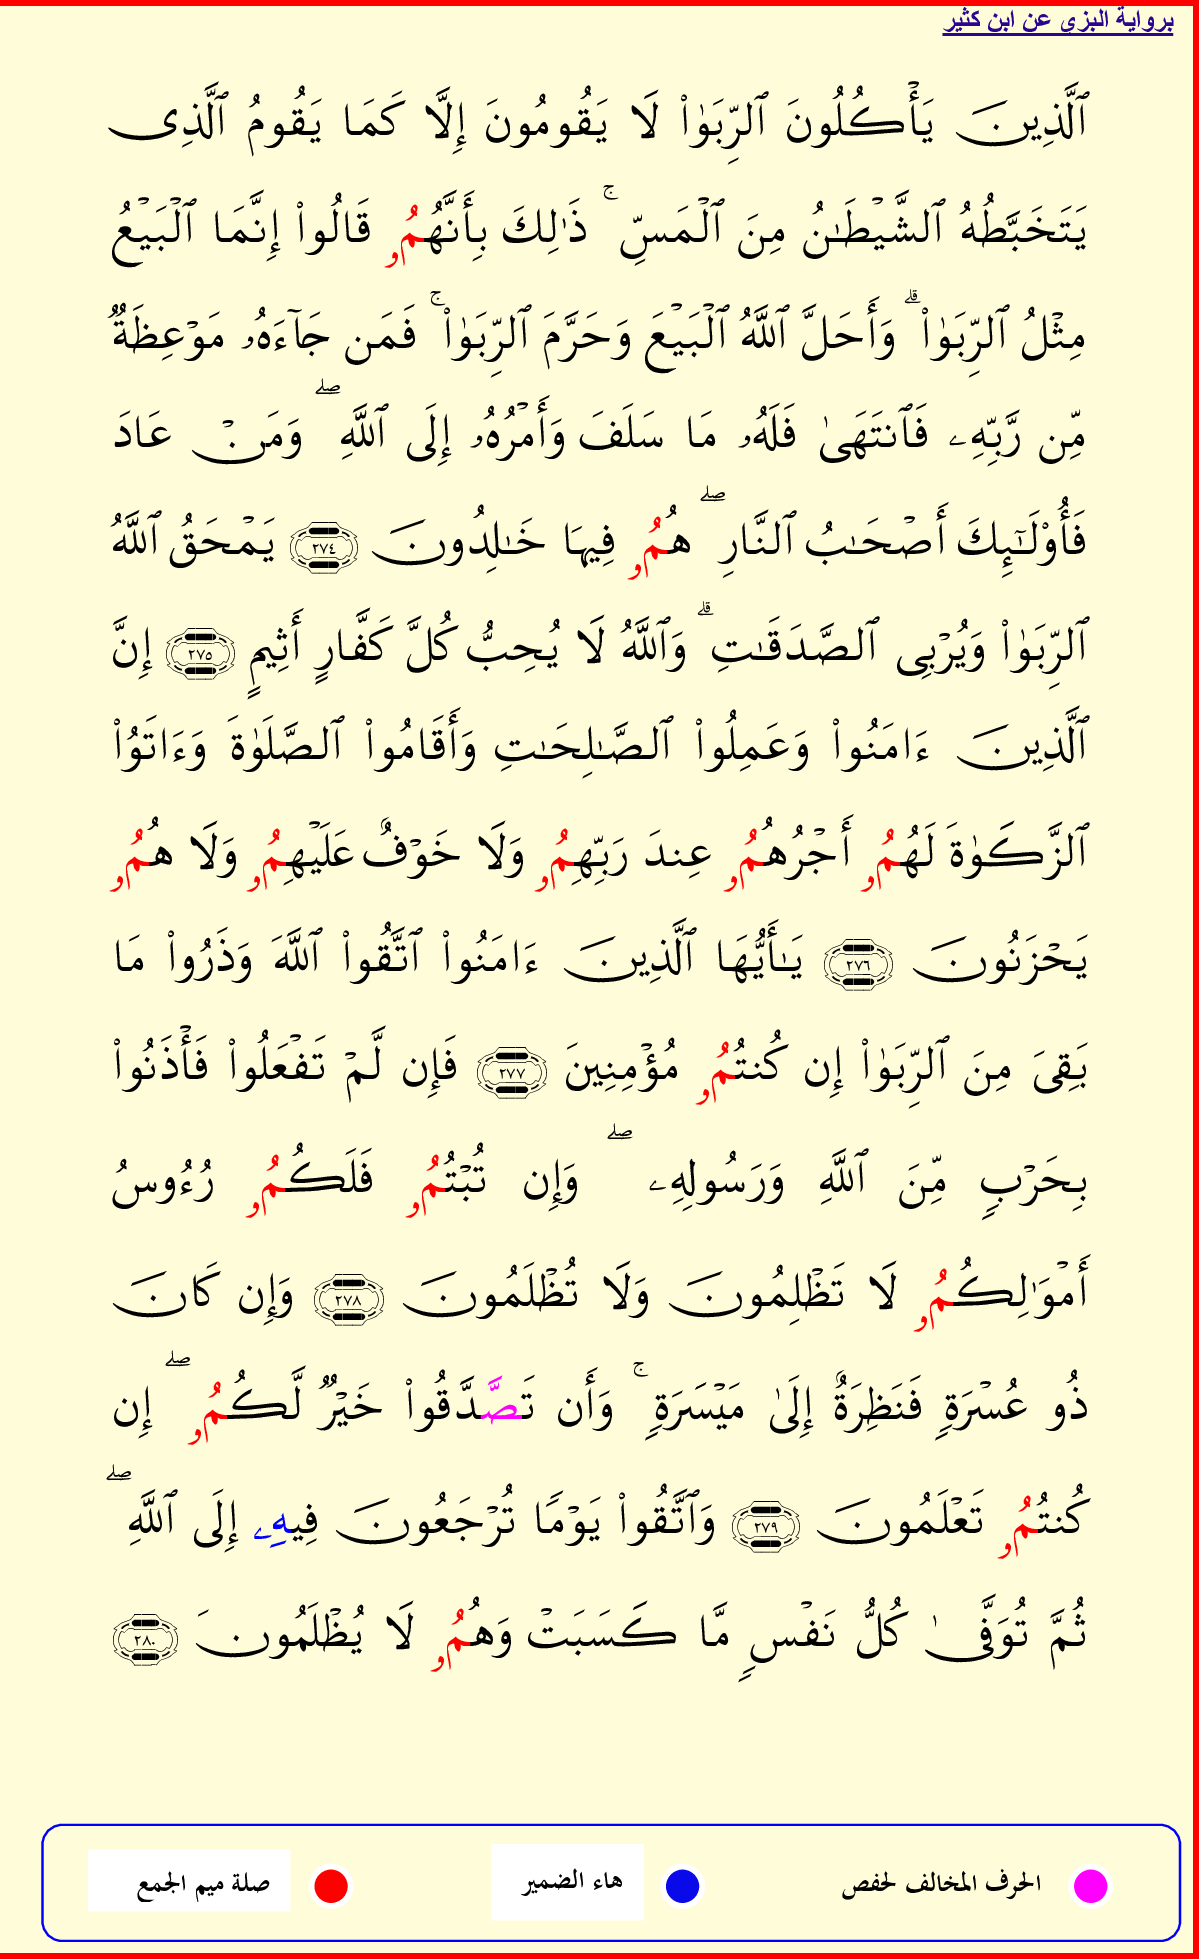 برواية البزي عن ابن كثير
ٱلَّذِينَ يَأۡكُلُونَ ٱلرِّبَوٰا۟ لَا يَقُومُونَ إِلَّا كَمَا يَقُومُ ٱلَّذِى
يَتَخَبَّطُهُ ٱلشَّيۡطَٰنُ مِنَ ٱلۡمَسِّ ۚ ذَٰلِكَ بِأَنَّهُمُۥ قَالُوا۟ إِنَّمَا ٱلۡبَيۡعُ
مِثۡلُ ٱلرِّبَوٰا۟ ۗ وَأَحَلَّ ٱللَّهُ ٱلۡبَيۡعَ وَحَرَّمَ ٱلرِّبَوٰا۟ ۚ فَمَن جَآءَهُۥ مَوۡعِظَةٌ
مِّن رَّبِّهِۦ فَٱنتَهَىٰ فَلَهُۥ مَا سَلَفَ وَأَمۡرُهُۥ إِلَى ٱللَّهِ ۖ وَمَنۡ عَادَ
فَأُو۟لَٰٓئِكَ أَصۡحَٰبُ ٱلنَّارِ ۖ هُمُۥ فِيهَا خَٰلِدُونَ ٢٧٤ يَمۡحَقُ ٱللَّهُ
ٱلرِّبَوٰا۟ وَيُرۡبِى ٱلصَّدَقَٰتِ ۗ وَٱللَّهُ لَا يُحِبُّ كُلَّ كَفَّارٍ أَثِيمٍ ٢٧٥ إِنَّ
ٱلَّذِينَ ءَامَنُوا۟ وَعَمِلُوا۟ ٱلصَّٰلِحَٰتِ وَأَقَامُوا۟ ٱلصَّلَوٰةَ وَءَاتَوُا۟
ٱلزَّكَوٰةَ لَهُمُۥ أَجۡرُهُمُۥ عِندَ رَبِّهِمُۥ وَلَا خَوۡفٌ عَلَيۡهِمُۥ وَلَا هُمُۥ
يَحۡزَنُونَ ٢٧٦ يَٰٓأَيُّهَا ٱلَّذِينَ ءَامَنُوا۟ ٱتَّقُوا۟ ٱللَّهَ وَذَرُوا۟ مَا
بَقِىَ مِنَ ٱلرِّبَوٰا۟ إِن كُنتُمُۥ مُؤۡمِنِينَ ٢٧٧ فَإِن لَّمۡ تَفۡعَلُوا۟ فَأۡذَنُوا۟
بِحَرۡبٍ مِّنَ ٱللَّهِ وَرَسُولِهِۦ ۖ وَإِن تُبۡتُمُۥ فَلَكُمُۥ رُءُوسُ
أَمۡوَٰلِكُمُۥ لَا تَظۡلِمُونَ وَلَا تُظۡلَمُونَ ٢٧٨ وَإِن كَانَ
ذُو عُسۡرَةٍ فَنَظِرَةٌ إِلَىٰ مَيۡسَرَةٍ ۚ وَأَن تَصَّدَّقُوا۟ خَيۡرٌ لَّكُمُۥ ۖ إِن
كُنتُمُۥ تَعۡلَمُونَ ٢٧٩ وَٱتَّقُوا۟ يَوۡمًا تُرۡجَعُونَ فِيهِۦ إِلَى ٱللَّهِ ۖ
ثُمَّ تُوَفَّىٰ كُلُّ نَفۡسٍ مَّا كَسَبَتۡ وَهُمُۥ لَا يُظۡلَمُونَ ٢٨٠
الحرف المخالف لحفص هاء الضمير صلة ميم الجمع